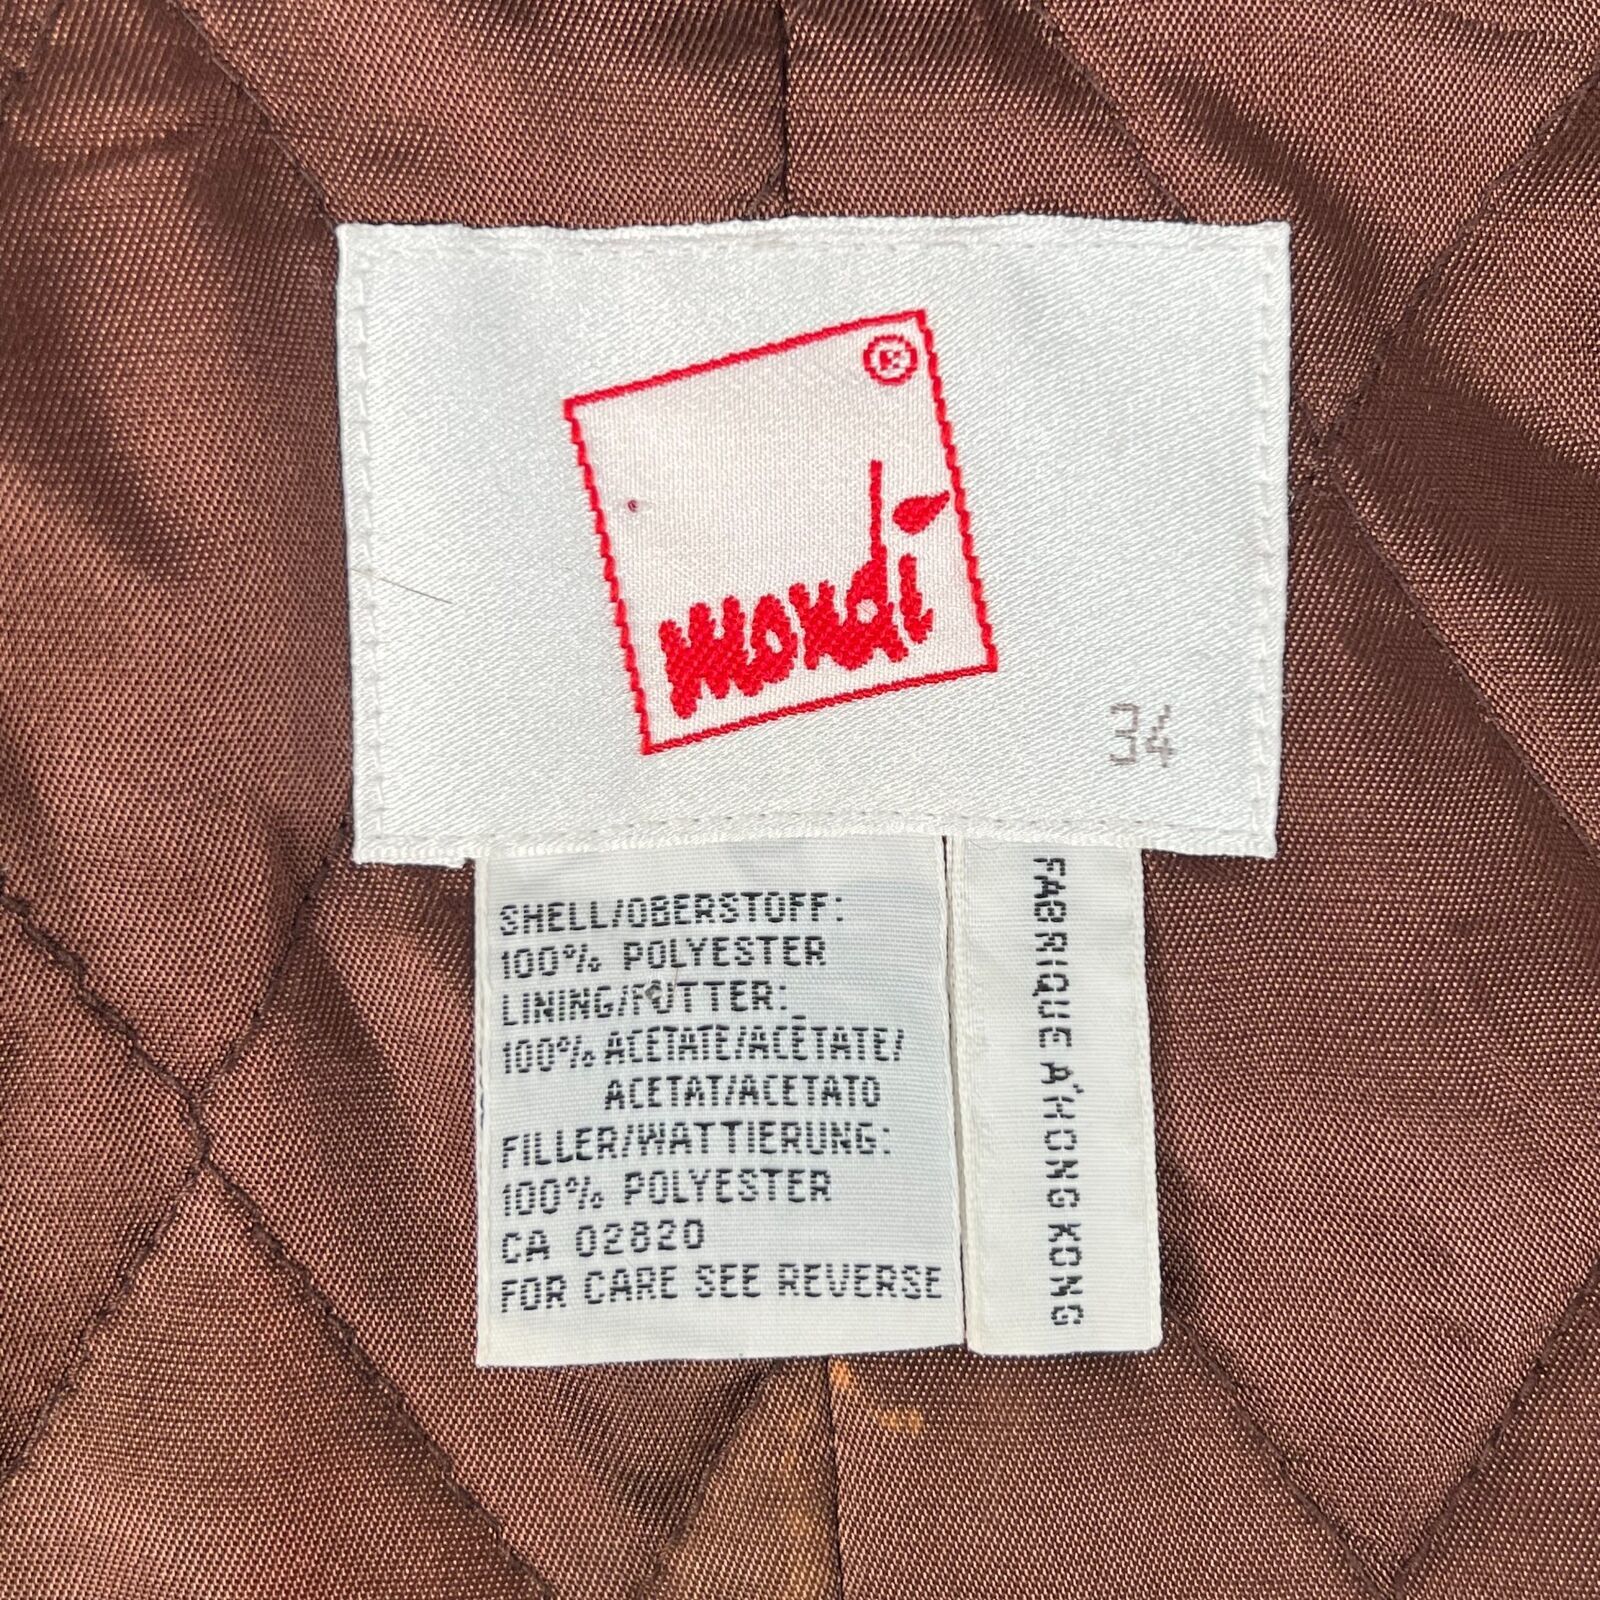 ®
mondi
34
SHELL/OBERSTOFF:
100% POLYESTER
LINING/FUTTER:
100% ACETATE/ACÉTATE/
ACETAT/ACETATO
FILLER/WATTIERUNG:
100% POLYESTER
CA 02820
FOR CARE SEE REVERSE
FABRIQUE A'HONG KONG